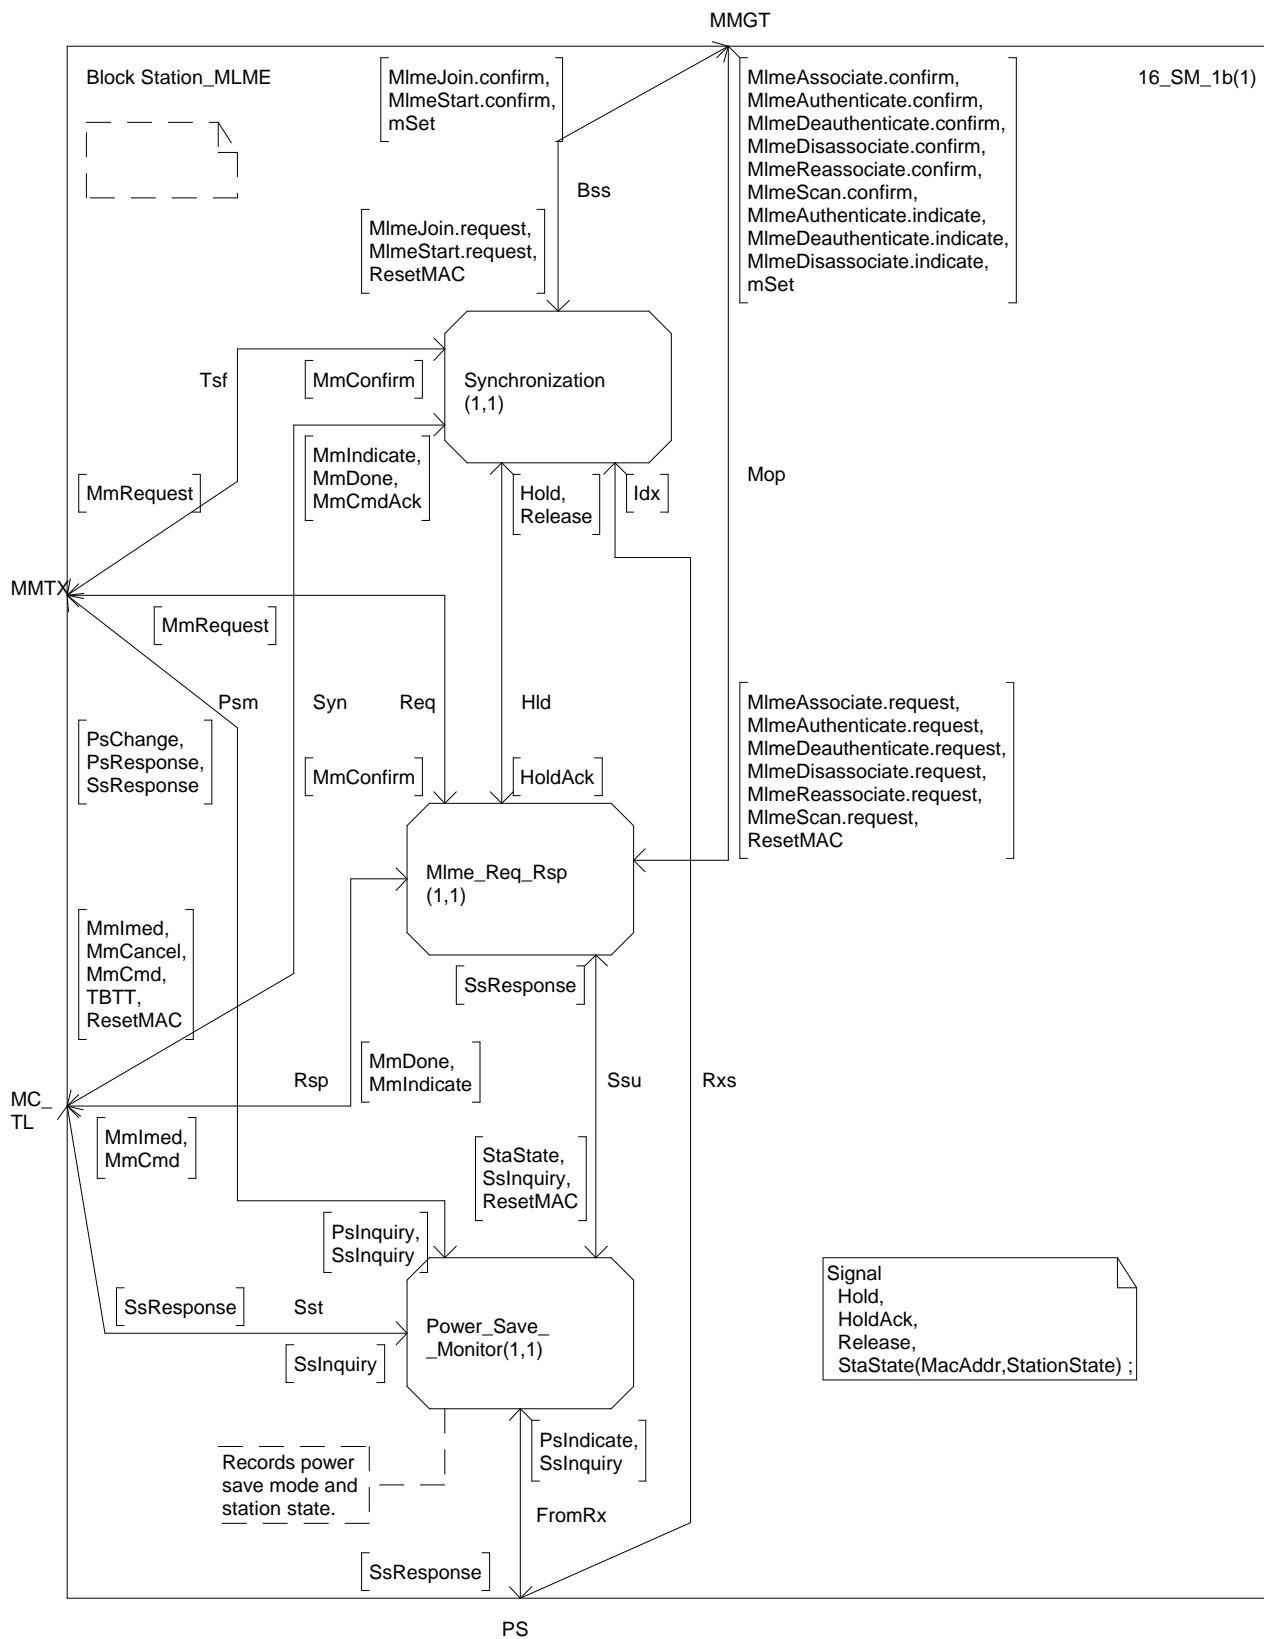 MMGT
Block Station_MLME
16_SM_1b(1)
MlmeJoin.confirm,
MlmeStart.confirm,
mSet
MlmeAssociate.confirm,
MlmeAuthenticate.confirm,
MlmeDeauthenticate.confirm,
MlmeDisassociate.confirm,
MlmeReassociate.confirm,
MlmeScan.confirm,
MlmeAuthenticate.indicate,
MlmeDeauthenticate.indicate,
MlmeDisassociate.indicate,
mSet
Bss
MlmeJoin.request,
MlmeStart.request,
ResetMAC
Tsf
MmConfirm
Synchronization
(1,1)
MmIndicate,
MmDone,
MmCmdAck
MmRequest
Hold,
Release
Idx
Mop
MMTX
MmRequest
Psm
Syn
Req
Hld
PsChange,
PsResponse,
SsResponse
MmConfirm
HoldAck
MlmeAssociate.request,
MlmeAuthenticate.request,
MlmeDeauthenticate.request,
MlmeDisassociate.request,
MlmeReassociate.request,
MlmeScan.request,
ResetMAC
Mlme_Req_Rsp
(1,1)
MmImed,
MmCancel,
MmCmd,
TBTT,
ResetMAC
SsResponse
Rsp
MmDone,
MmIndicate
Ssu
Rxs
MC_
TL
MmImed,
MmCmd
StaState,
SsInquiry,
ResetMAC
PsInquiry,
SsInquiry
SsResponse
Sst
SsInquiry
Power_Save_
_Monitor(1,1)
Signal
Hold,
HoldAck,
Release,
StaState(MacAddr,StationState) ;
PsIndicate,
SsInquiry
Records power
save mode and
station state.
FromRx
SsResponse
PS